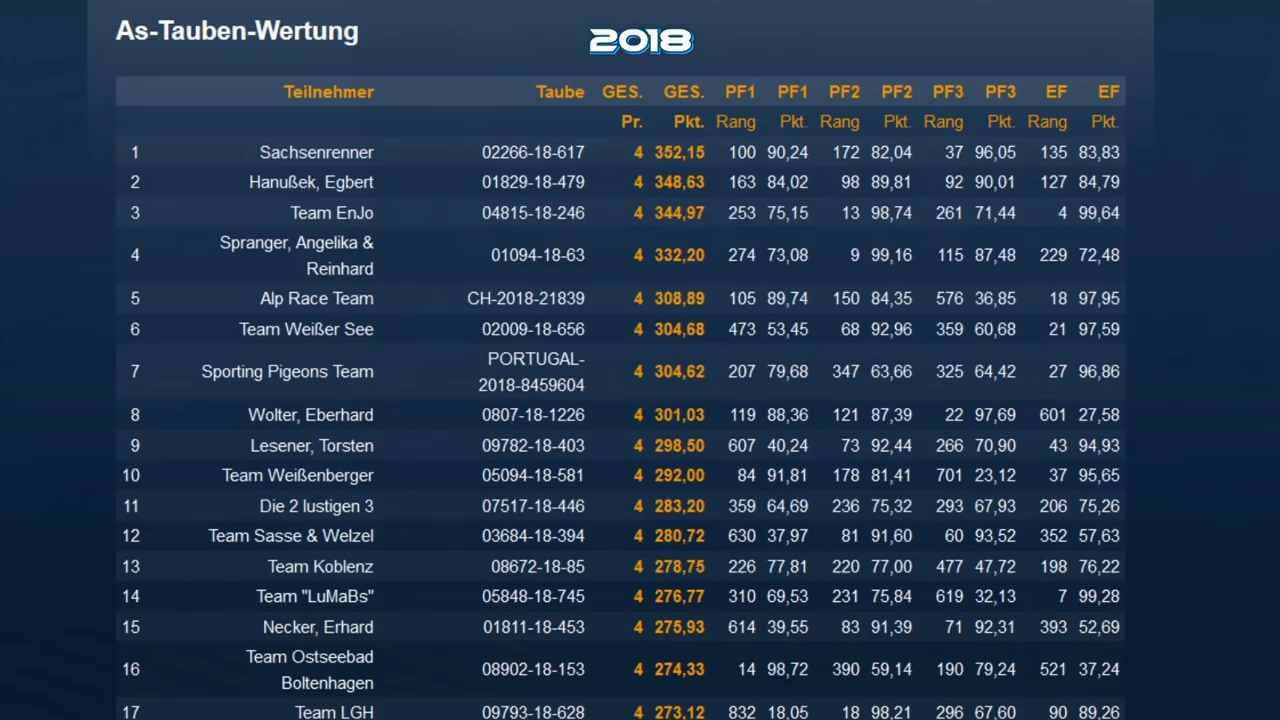 As-Tauben-Wertung
2018
Teilnehmer Taube GES. GES. PF1 PF1 PF2 PF2 PF3 PF3 EF EF
Pr. Pkt. Rang Pkt. Rang Pkt. Rang Pkt. Rang Pkt.
1 Sachsenrenner 02266-18-617 4 352,15 100 90,24 172 82,04 37 96,05 135 83,83
2 Hanußek, Egbert 01829-18-479 4 348,63 163 84,02 98 89,81 92 90,01 127 84,79
3 Team EnJo 04815-18-246 4 344,97 253 75,15 13 98,74 261 71,44 4 99,64
Spranger, Angelika &
4 Reinhard 01094-18-63 4 332,20 274 73,08 9 99,16 115 87,48 229 72,48
5 Alp Race Team CH-2018-21839 4 308,89 105 89,74 150 84,35 576 36,85 18 97,95
6 Team Weißer See 02009-18-656 4 304,68 473 53,45 68 92,96 359 60,68 21 97,59
PORTUGAL-
7 Sporting Pigeons Team 2018-8459604 4 304,62 207 79,68 347 63,66 325 64,42 27 96,86
8 Wolter, Eberhard 0807-18-1226 4 301,03 119 88,36 121 87,39 22 97,69 601 27,58
9 Lesener, Torsten 09782-18-403 4 298,50 607 40,24 73 92,44 266 70,90 43 94,93
10 Team Weißenberger 05094-18-581 4 292,00 84 91,81 178 81,41 701 23,12 37 95,65
11 Die 2 lustigen 3 07517-18-446 4 283,20 359 64,69 236 75,32 293 67,93 206 75,26
12 Team Sasse & Welzel 03684-18-394 4 280,72 630 37,97 81 91,60 60 93,52 352 57,63
13 Team Koblenz 08672-18-85 4 278,75 226 77,81 220 77,00 477 47,72 198 76,22
14 Team "LuMaBs" 05848-18-745 4 276,77 310 69,53 231 75,84 619 32,13 7 99,28
15 Necker, Erhard 01811-18-453 4 275,93 614 39,55 83 91,39 71 92,31 393 52,69
Team Ostseebad
16 Boltenhagen 08902-18-153 4 274,33 14 98,72 390 59,14 190 79,24 521 37,24
17 Team LGH 09793-18-628 4 273,12 832 18,05 18 98,21 296 67,60 90 89,26